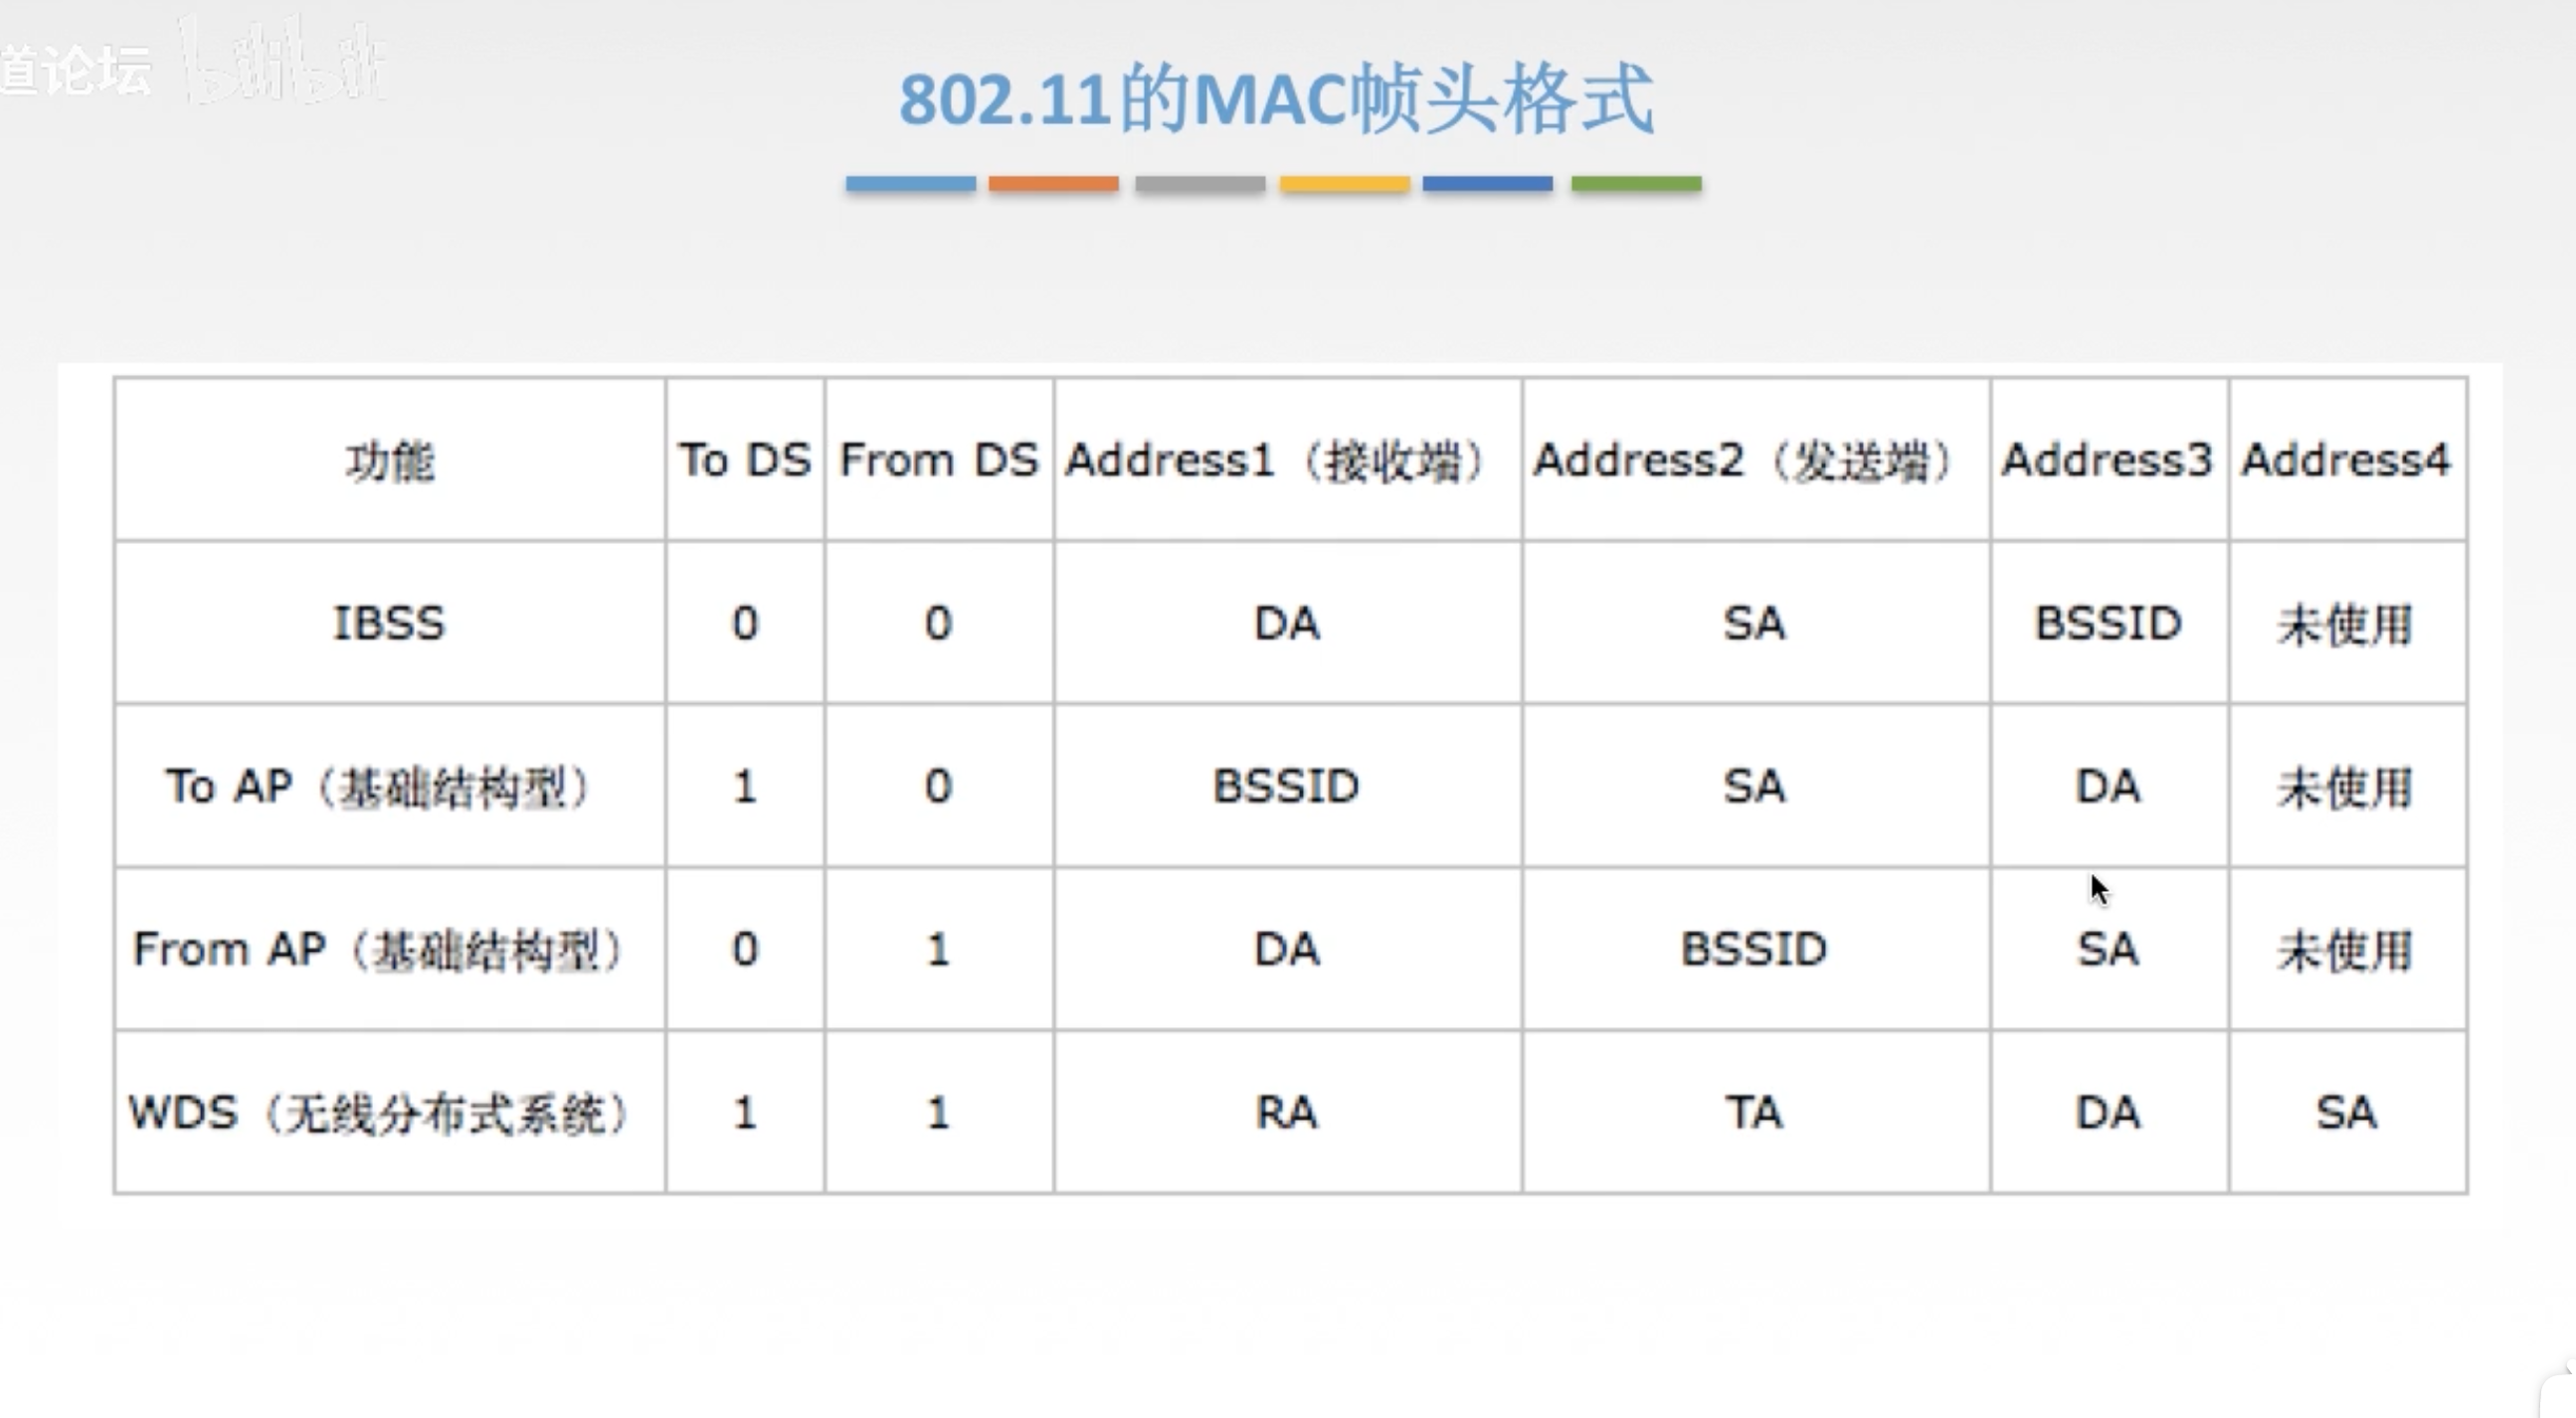 道论坛 bilibili
802.11的MAC帧头格式
功能 To DS From DS Address1（接收端） Address2（发送端） Address3 Address4
IBSS 0 0 DA SA BSSID 未使用
To AP（基础结构型） 1 0 BSSID SA DA 未使用
From AP（基础结构型） 0 1 DA BSSID SA 未使用
WDS（无线分布式系统） 1 1 RA TA DA SA